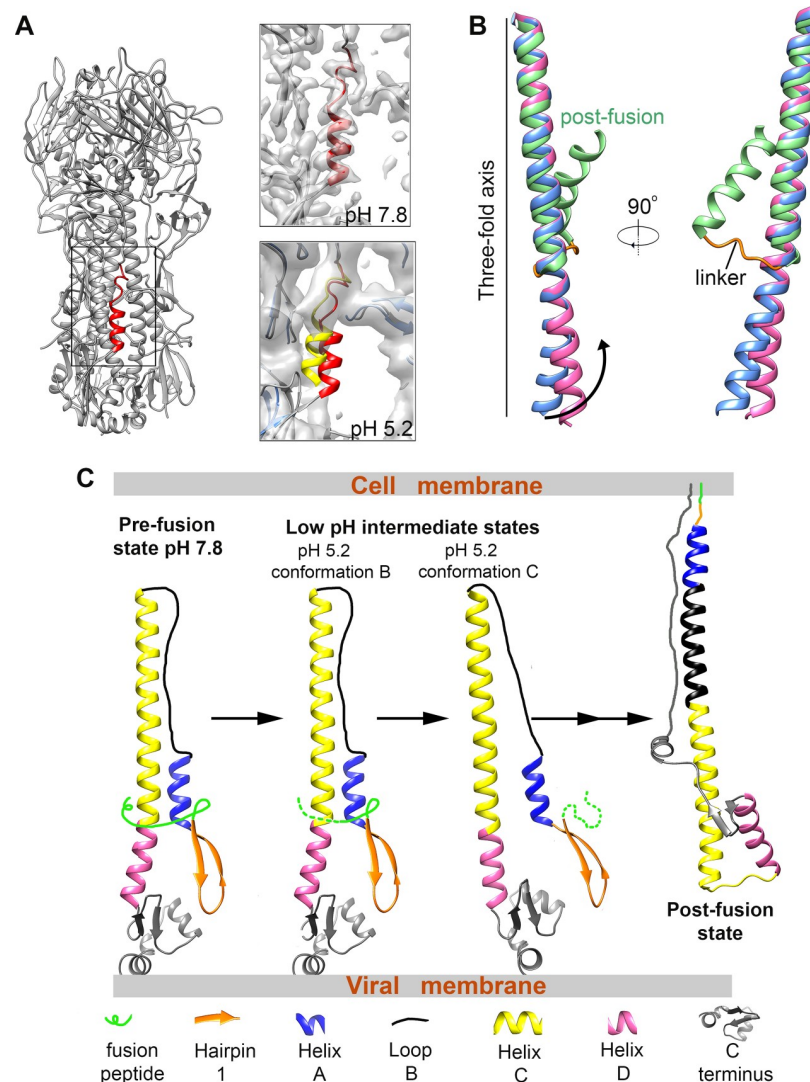 A
pH 7.8
pH 5.2
B
Three-fold axis
post-fusion
90°
linker
C
Cell membrane
Pre-fusion
state pH 7.8
Low pH intermediate states
pH 5.2
conformation B
pH 5.2
conformation C
Post-fusion
state
Viral membrane
fusion
peptide
Hairpin
1
Helix
A
Loop
B
Helix
C
Helix
D
C
terminus